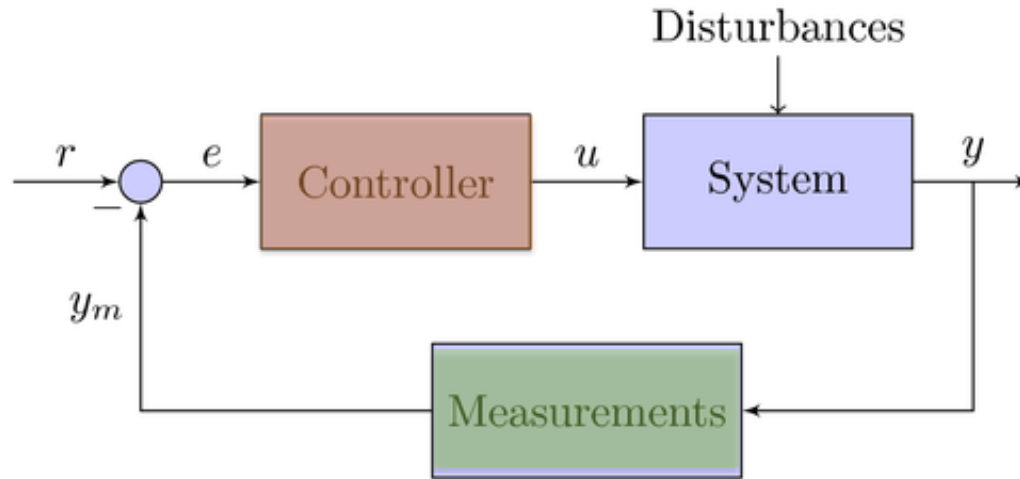 Disturbances
r
e
Controller
u
System
y
−
y_m
Measurements